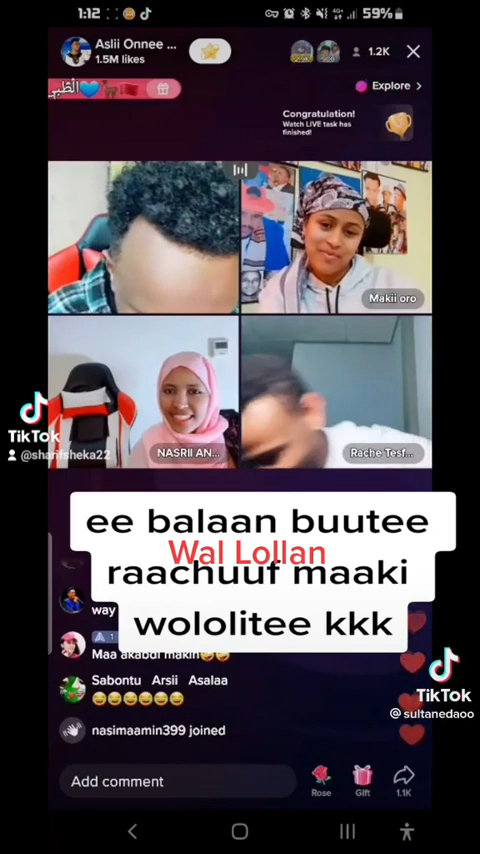 1:12
4G+
59%
Aslii Onnee ...
1.5M likes
1.2K
Explore >
Congratulation!
Watch LIVE task has
finished!
Makii oro
NASRII AN...
Rache Tesf...
TikTok
@sharifsheka22
ee balaan buutee
Wal Lollan
raachuuf maaki
wololitee kkk
way
1
Maa akabdi makin😂😂
Sabontu Arsii Asalaa
😂😂😂😂😂😂
nasimaamin399 joined
TikTok
@sultanedaoo
Add comment
Rose
Gift
1.1K